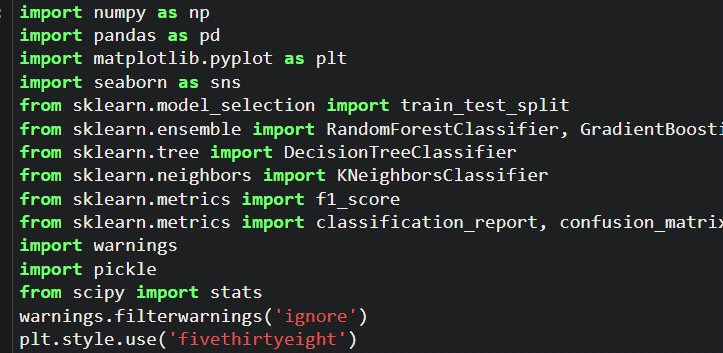 import numpy as np
import pandas as pd
import matplotlib.pyplot as plt
import seaborn as sns
from sklearn.model_selection import train_test_split
from sklearn.ensemble import RandomForestClassifier, GradientBoosti
from sklearn.tree import DecisionTreeClassifier
from sklearn.neighbors import KNeighborsClassifier
from sklearn.metrics import f1_score
from sklearn.metrics import classification_report, confusion_matrix
import warnings
import pickle
from scipy import stats
warnings.filterwarnings('ignore')
plt.style.use('fivethirtyeight')